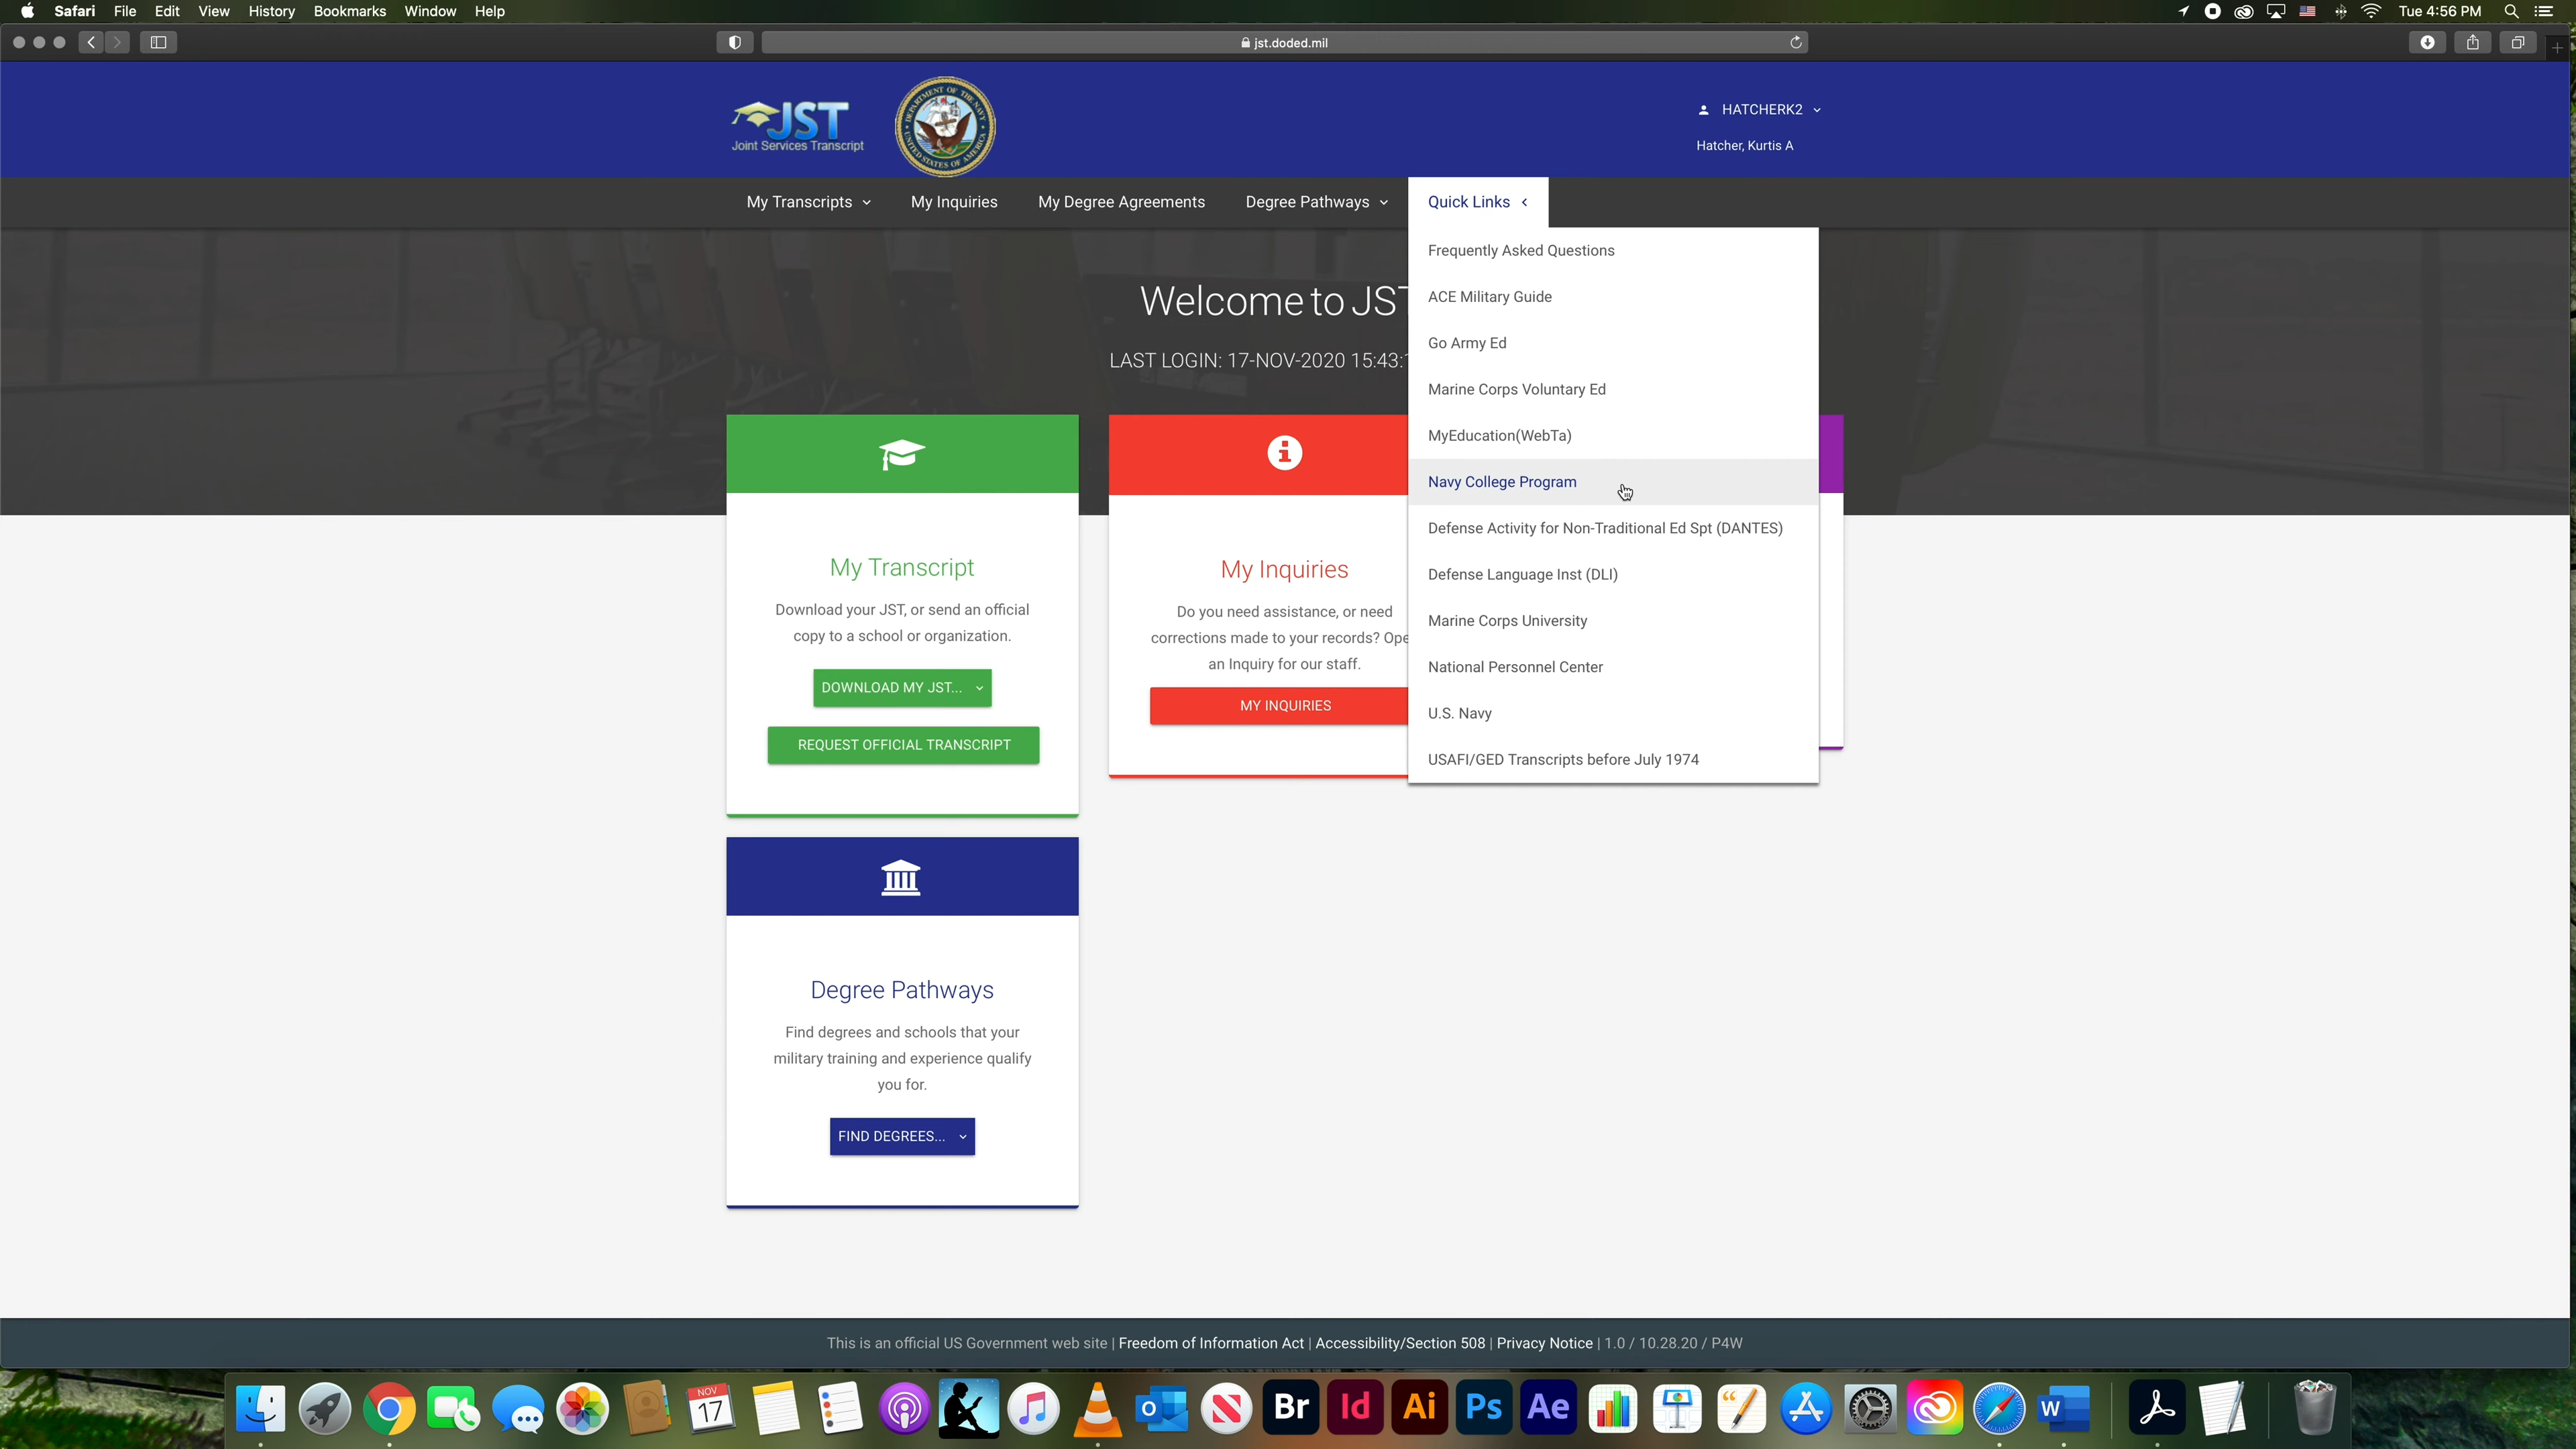 Safari File Edit View History Bookmarks Window Help Tue 4:56 PM
jst.doded.mil
JST
Joint Services Transcript
DEPARTMENT OF THE NAVY
UNITED STATES OF AMERICA
HATCHERK2
Hatcher, Kurtis A
My Transcripts My Inquiries My Degree Agreements Degree Pathways Quick Links
Frequently Asked Questions
ACE Military Guide
Go Army Ed
Marine Corps Voluntary Ed
MyEducation(WebTa)
Navy College Program
Defense Activity for Non-Traditional Ed Spt (DANTES)
Defense Language Inst (DLI)
Marine Corps University
National Personnel Center
U.S. Navy
USAFI/GED Transcripts before July 1974
Welcome to JST
LAST LOGIN: 17-NOV-2020 15:43:
My Transcript
Download your JST, or send an official
copy to a school or organization.
DOWNLOAD MY JST...
REQUEST OFFICIAL TRANSCRIPT
My Inquiries
Do you need assistance, or need
corrections made to your records? Ope
an Inquiry for our staff.
MY INQUIRIES
Degree Pathways
Find degrees and schools that your
military training and experience qualify
you for.
FIND DEGREES...
This is an official US Government web site | Freedom of Information Act | Accessibility/Section 508 | Privacy Notice | 1.0 / 10.28.20 / P4W
NOV
17
O
Br
Id
Ai
Ps
Ae
W